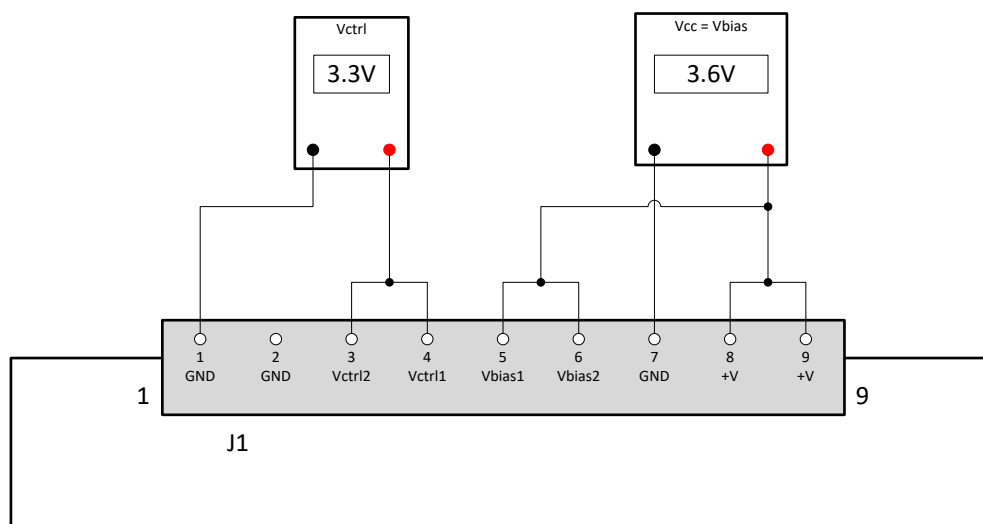 Vctrl
3.3V
Vcc = Vbias
3.6V
1 2 3 4 5 6 7 8 9
GND GND Vctrl2 Vctrl1 Vbias1 Vbias2 GND +V +V
1
9
J1